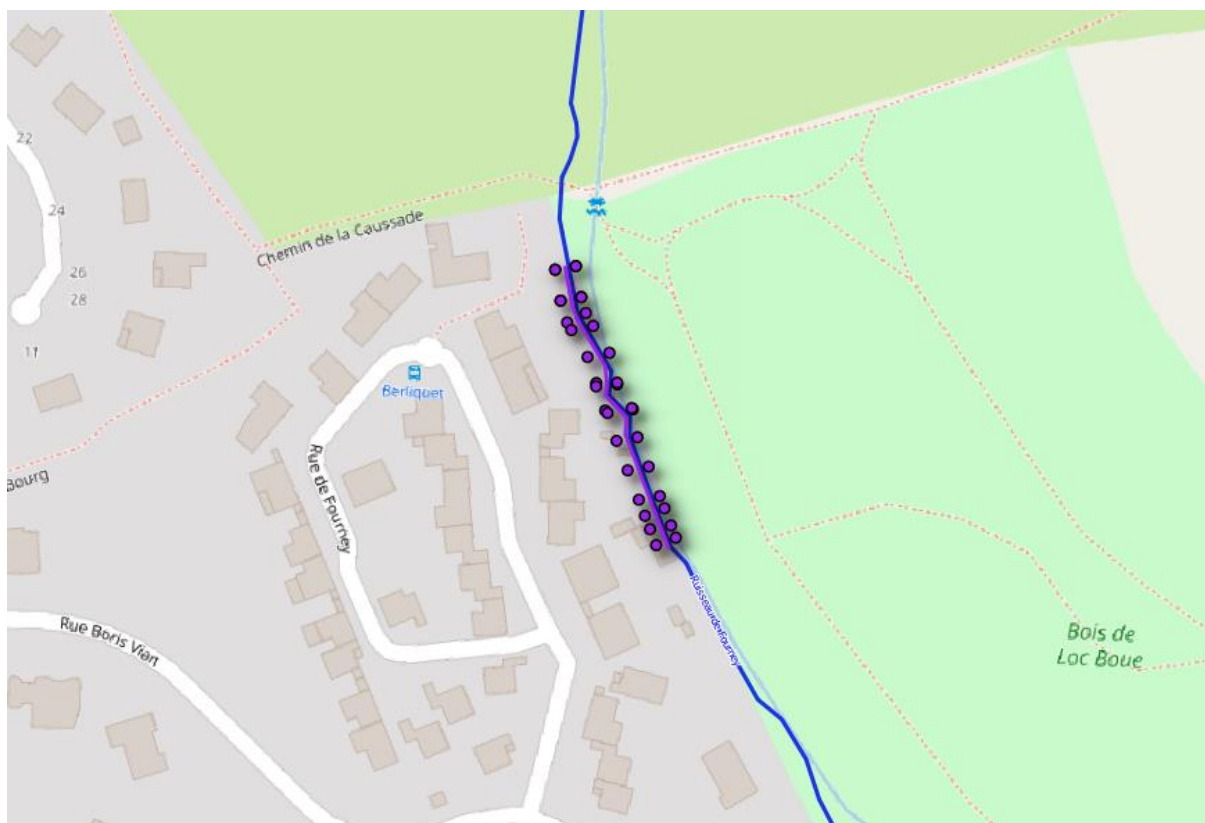 22
24
Chemin de la Caussade
26
28
11
Berliquet
Rue de Fourney
Bourg
Ruisseau de Fourney
Rue Boris Vian
Bois de
Loc Boue